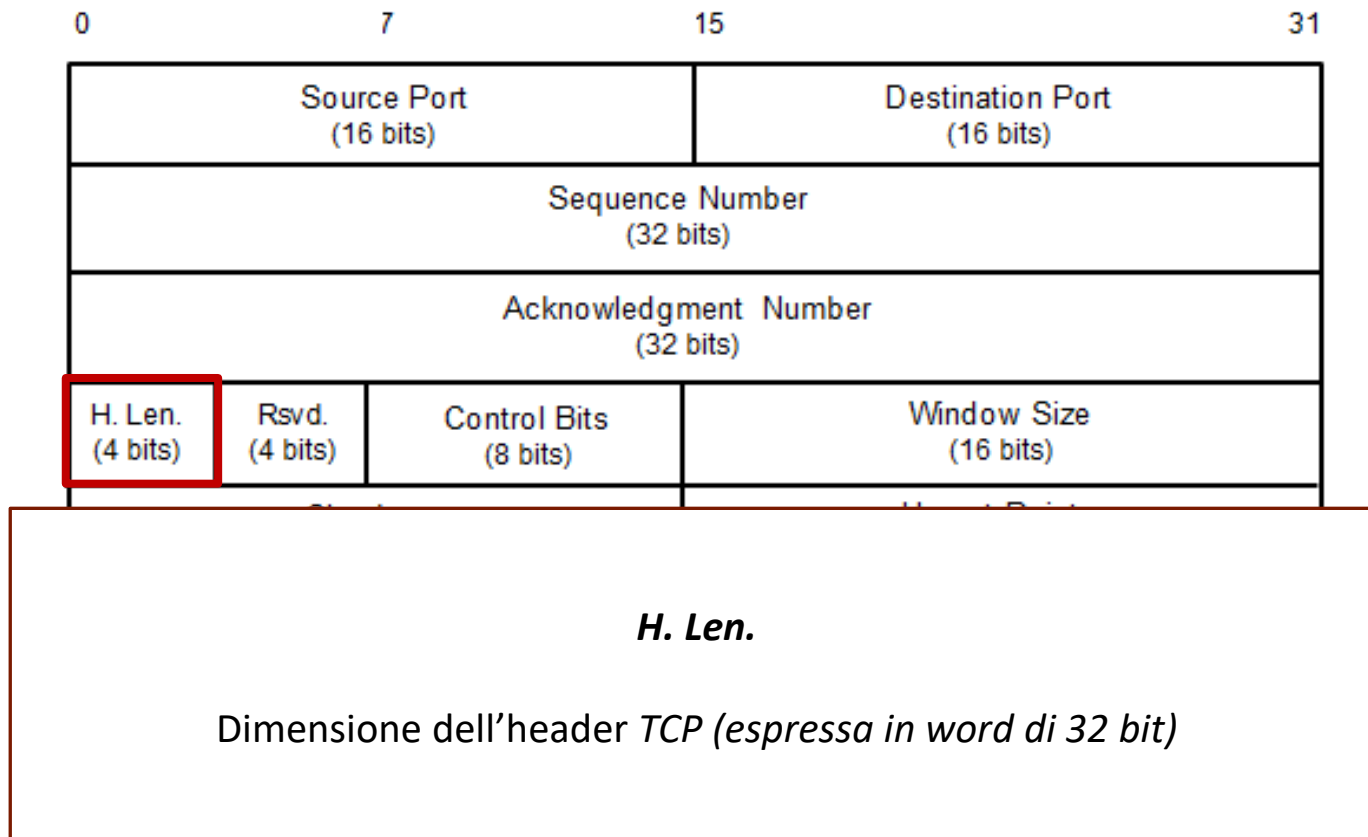 0 7 15 31
Source Port Destination Port
(16 bits) (16 bits)
Sequence Number
(32 bits)
Acknowledgment Number
(32 bits)
H. Len. Rsvd. Control Bits Window Size
(4 bits) (4 bits) (8 bits) (16 bits)
H. Len.
Dimensione dell’header TCP (espressa in word di 32 bit)